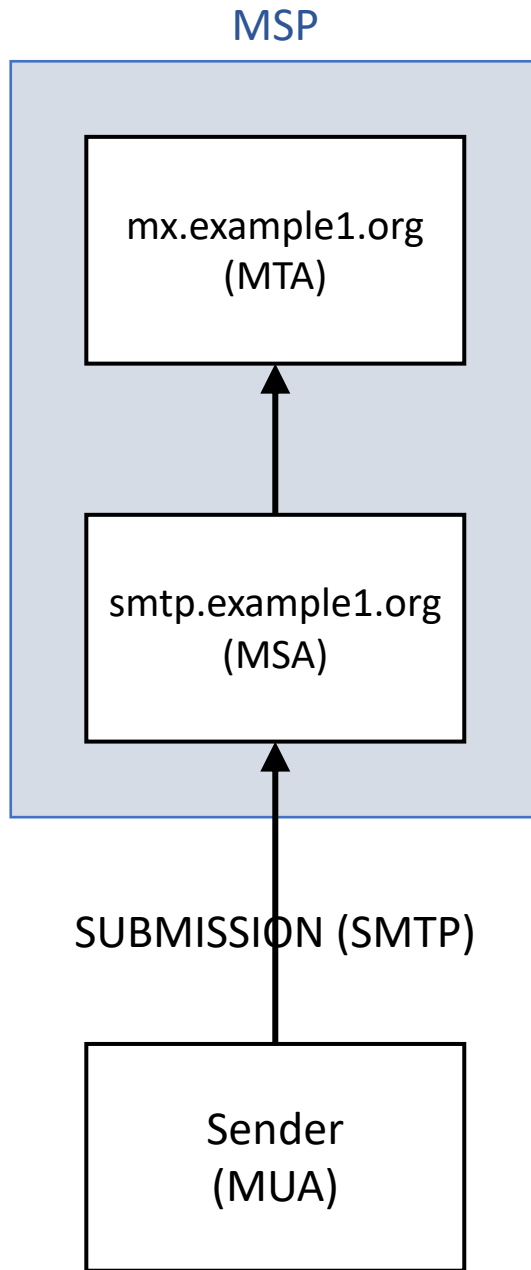 MSP
mx.example1.org
(MTA)
smtp.example1.org
(MSA)
SUBMISSION (SMTP)
Sender
(MUA)